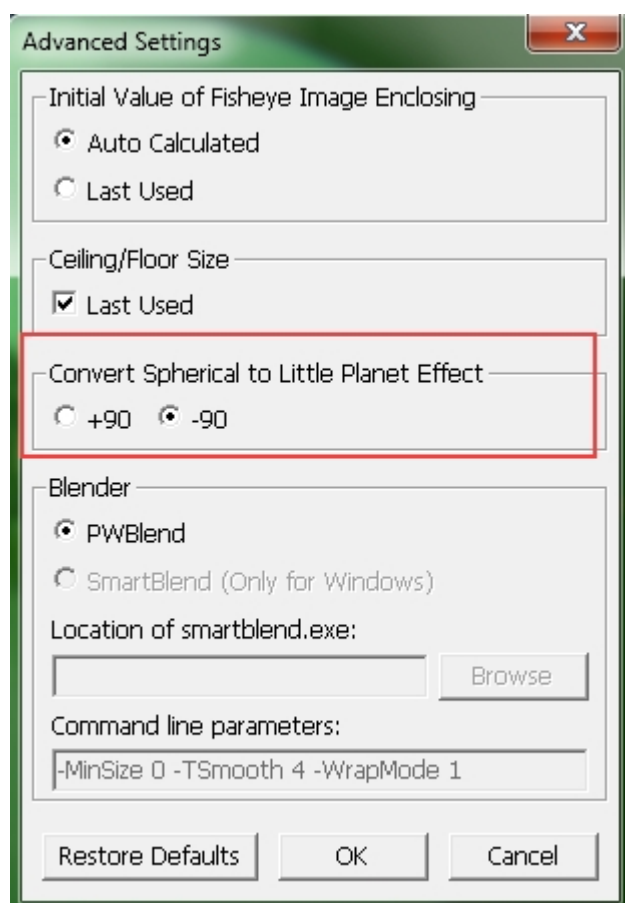 Advanced Settings
Initial Value of Fisheye Image Enclosing
Auto Calculated
Last Used
Ceiling/Floor Size
Last Used
Convert Spherical to Little Planet Effect
+90 -90
Blender
PWBlend
SmartBlend (Only for Windows)
Location of smartblend.exe:
Browse
Command line parameters:
-MinSize 0 -TSmooth 4 -WrapMode 1
Restore Defaults OK Cancel